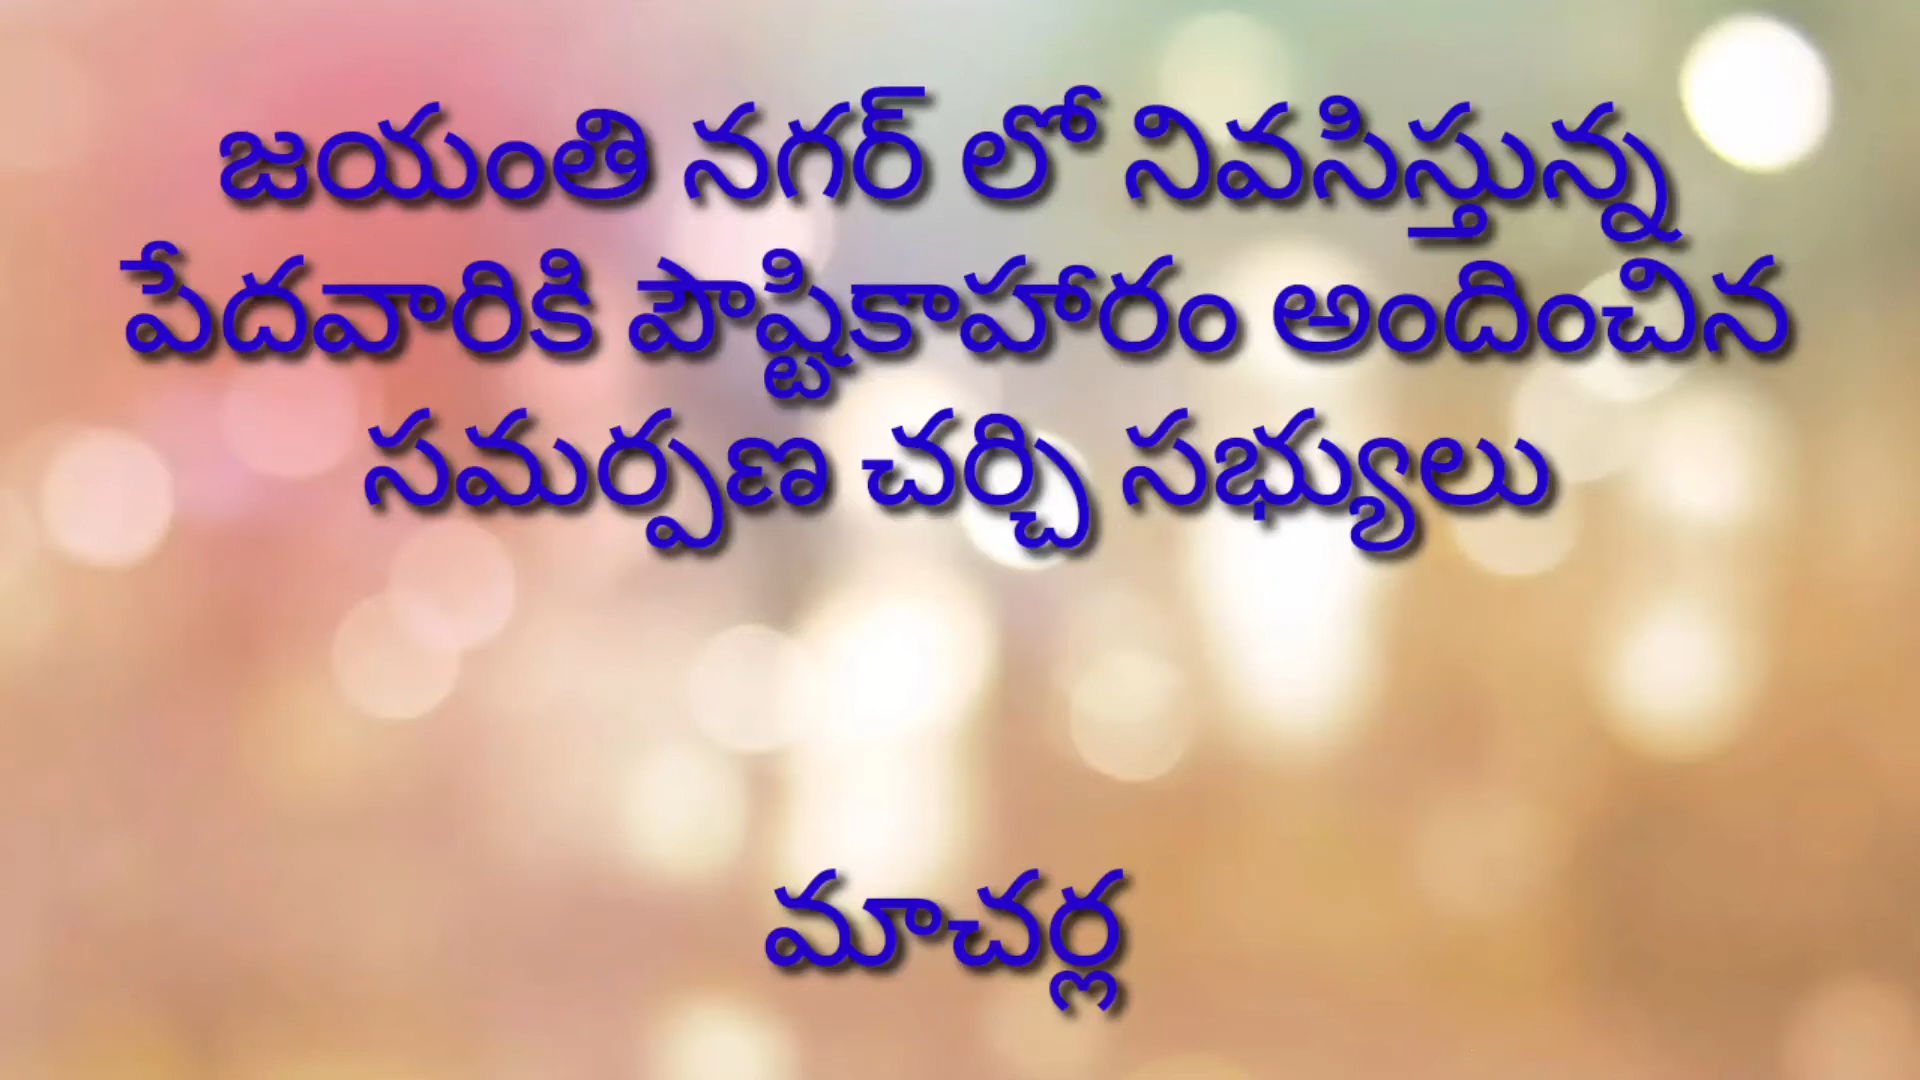 జయంతి నగర్ లో నివసిస్తున్న
పేదవారికి పౌష్టికాహారం అందించిన
సమర్పణ చర్చి సభ్యులు
మాచర్ల